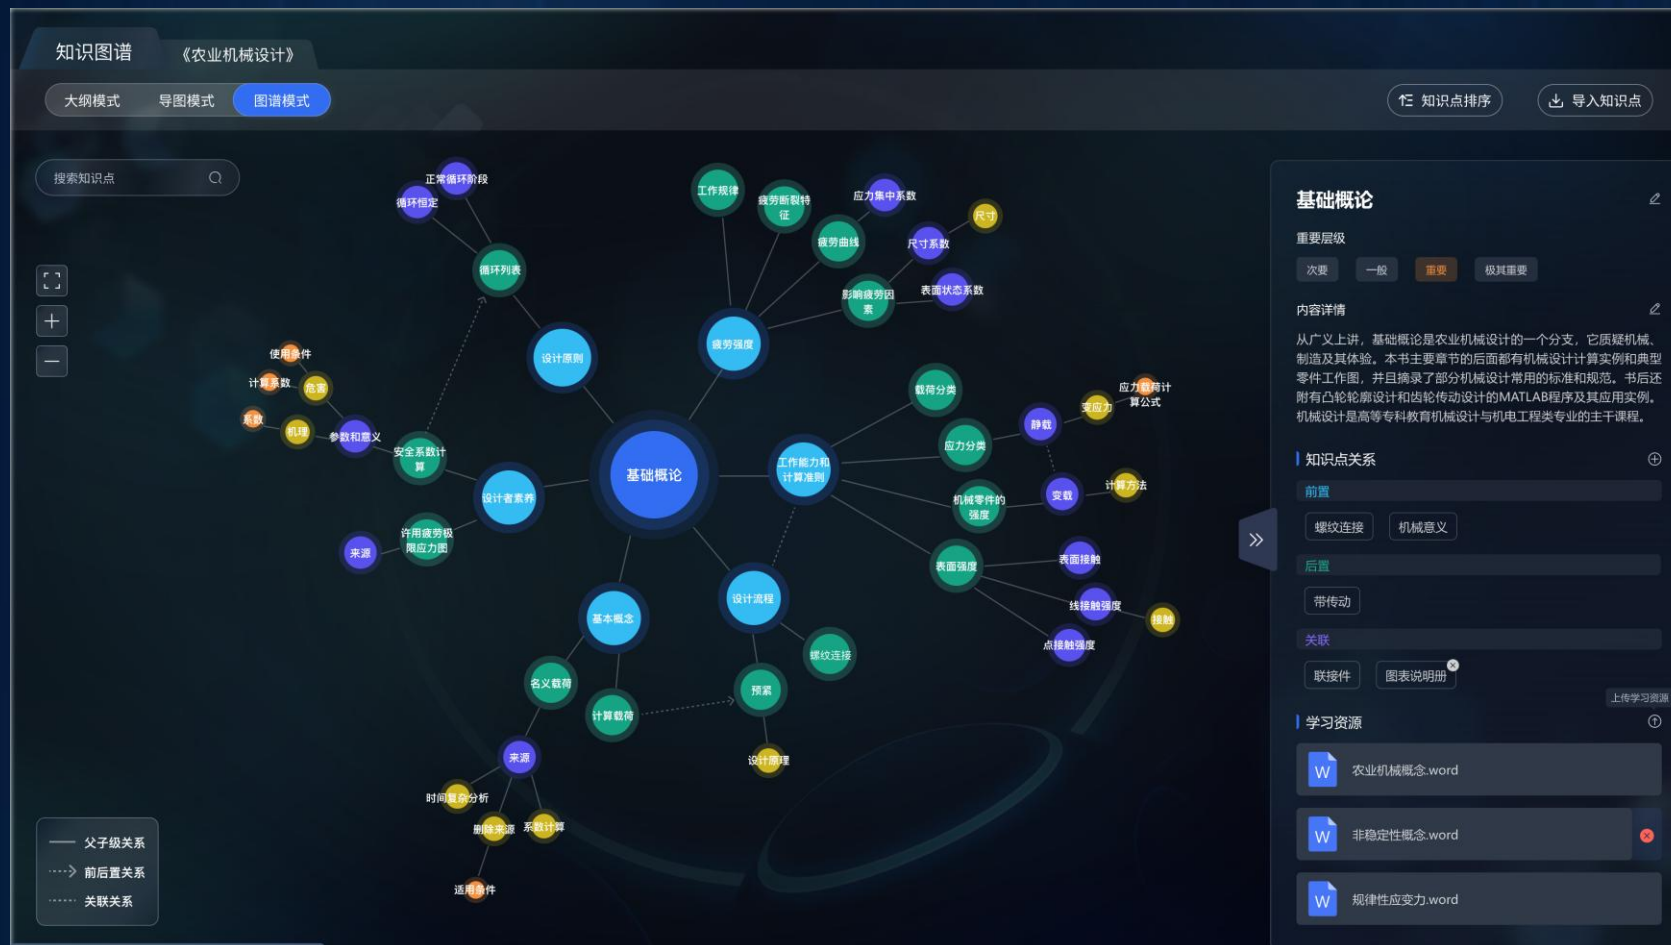 知识图谱
《农业机械设计》
大纲模式
导图模式
图谱模式
知识点排序
导入知识点
搜索知识点
正常循环阶段
循环恒定
循环列表
工作规律
疲劳断裂特
征
应力集中系数
疲劳曲线
尺寸
尺寸系数
影响疲劳因
素
表面状态系数
设计原则
疲劳强度
使用条件
计算系数
危害
系数
机理
参数和意义
安全系数计
算
设计者素养
许用疲劳极
限应力图
来源
基础概论
工作能力和
计算准则
载荷分类
应力分类
静载
变应力
应力载荷计
算公式
机械零件的
强度
变载
计算方法
表面强度
表面接触
线接触强度
接触
点接触强度
基本概念
设计流程
螺纹连接
名义载荷
计算载荷
预紧
设计原理
来源
时间复杂分析
删除来源
系数计算
适用条件
父子级关系
前后置关系
关联关系
基础概论
重要层级
次要
一般
重要
极其重要
内容详情
从广义上讲，基础概论是农业机械设计的一个分支，它质疑机械、
制造及其体验。本书主要章节的后面都有机械设计计算实例和典型
零件工作图，并且摘录了部分机械设计常用的标准和规范。书后还
附有凸轮轮廓设计和齿轮传动设计的MATLAB程序及其应用实例。
机械设计是高等专科教育机械设计与机电工程类专业的主干课程。
知识点关系
前置
螺纹连接
机械意义
后置
带传动
关联
联接件
图表说明册
上传学习资源
学习资源
W
农业机械概念.word
W
非稳定性概念.word
W
规律性应变力.word